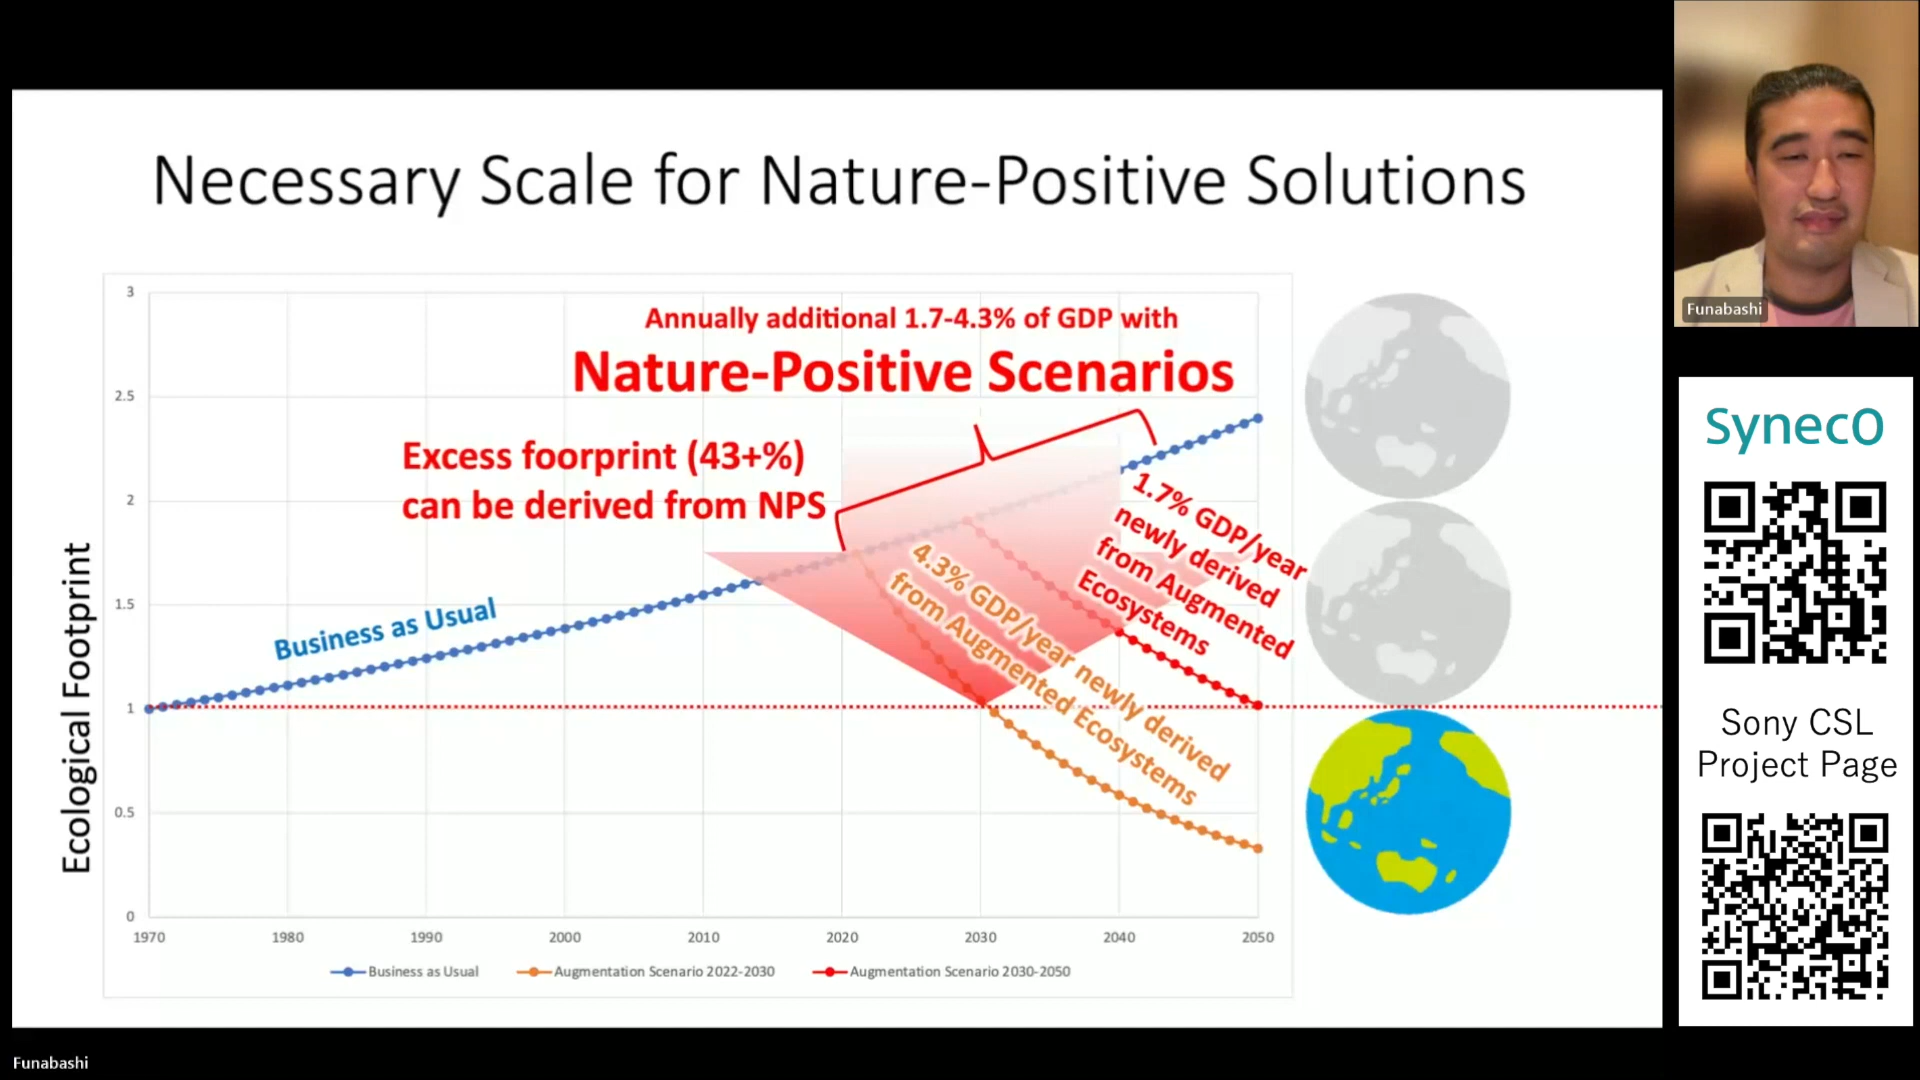 Necessary Scale for Nature-Positive Solutions
Funabashi
Annually additional 1.7-4.3% of GDP with
Nature-Positive Scenarios
Excess foorprint (43+%)
can be derived from NPS
Business as Usual
1.7% GDP/year
newly derived
from Augmented
Ecosystems
4.3% GDP/year newly derived
from Augmented Ecosystems
Ecological Footprint
3
2.5
2
1.5
1
0.5
0
1970 1980 1990 2000 2010 2020 2030 2040 2050
Business as Usual Augmentation Scenario 2022-2030 Augmentation Scenario 2030-2050
SynecO
Sony CSL
Project Page
Funabashi